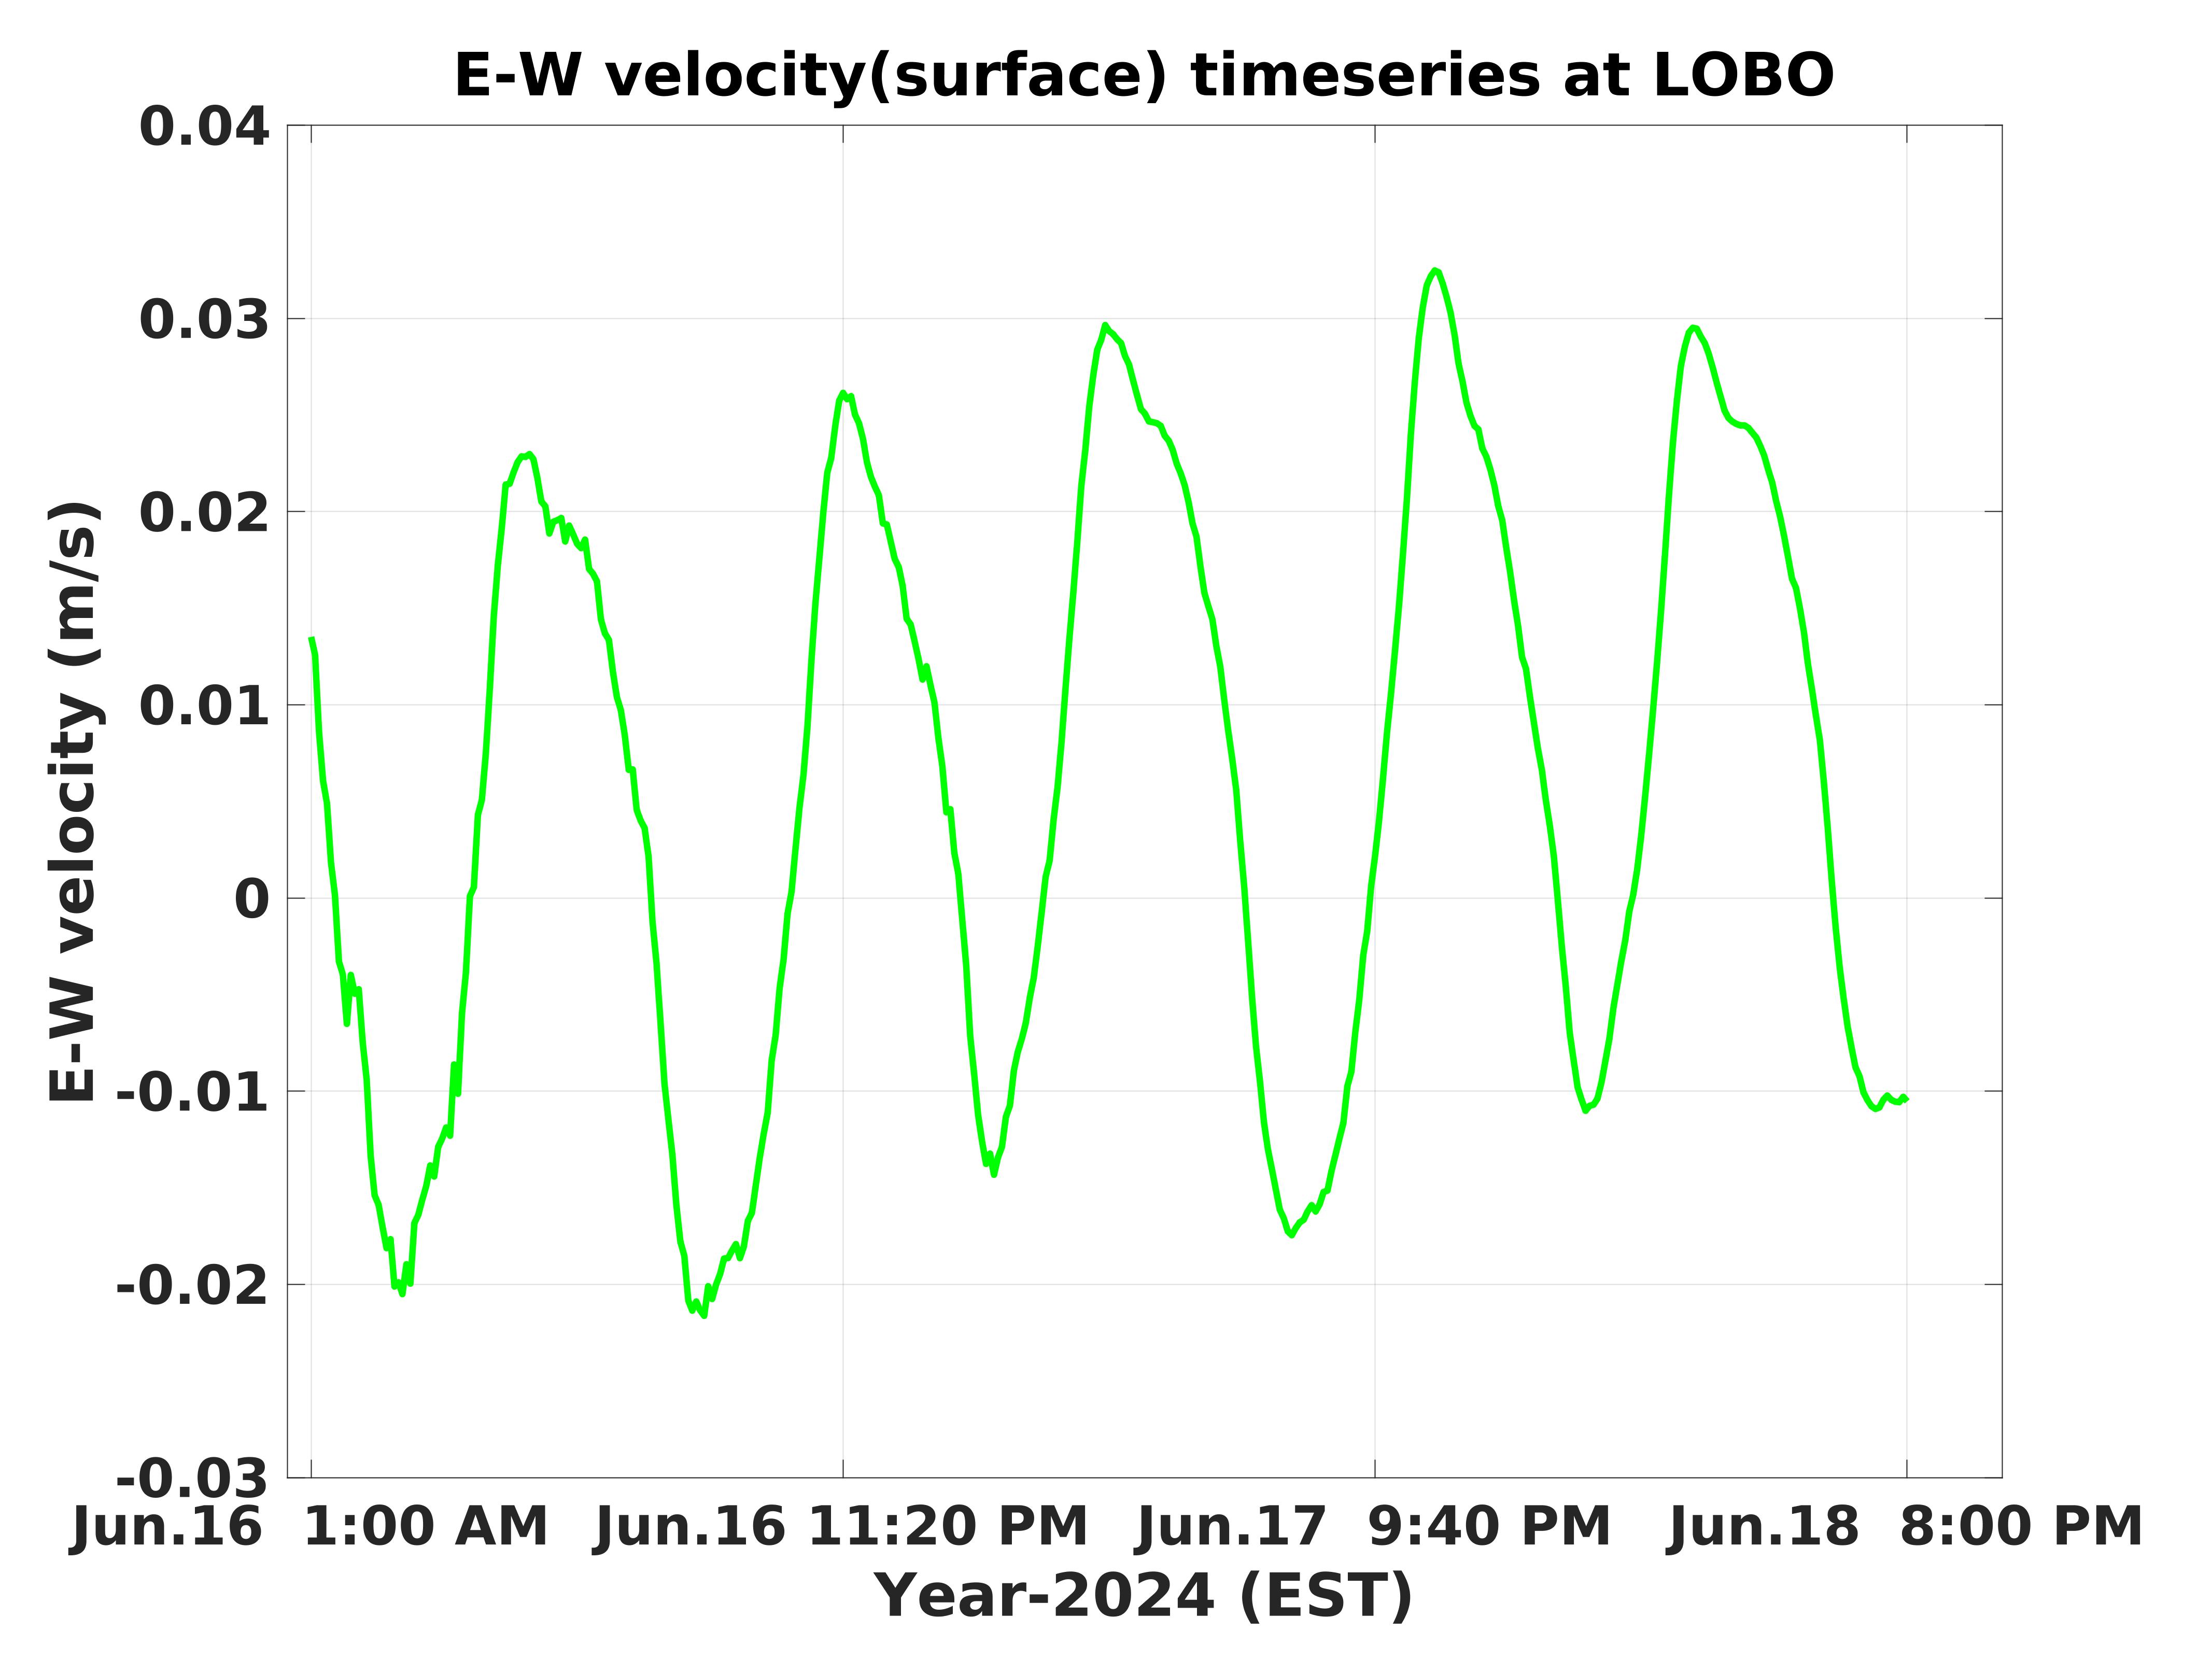 E-W velocity(surface) timeseries at LOBO
E-W velocity (m/s)
0.04
0.03
0.02
0.01
0
-0.01
-0.02
-0.03
Jun.16 1:00 AM Jun.16 11:20 PM Jun.17 9:40 PM Jun.18 8:00 PM
Year-2024 (EST)